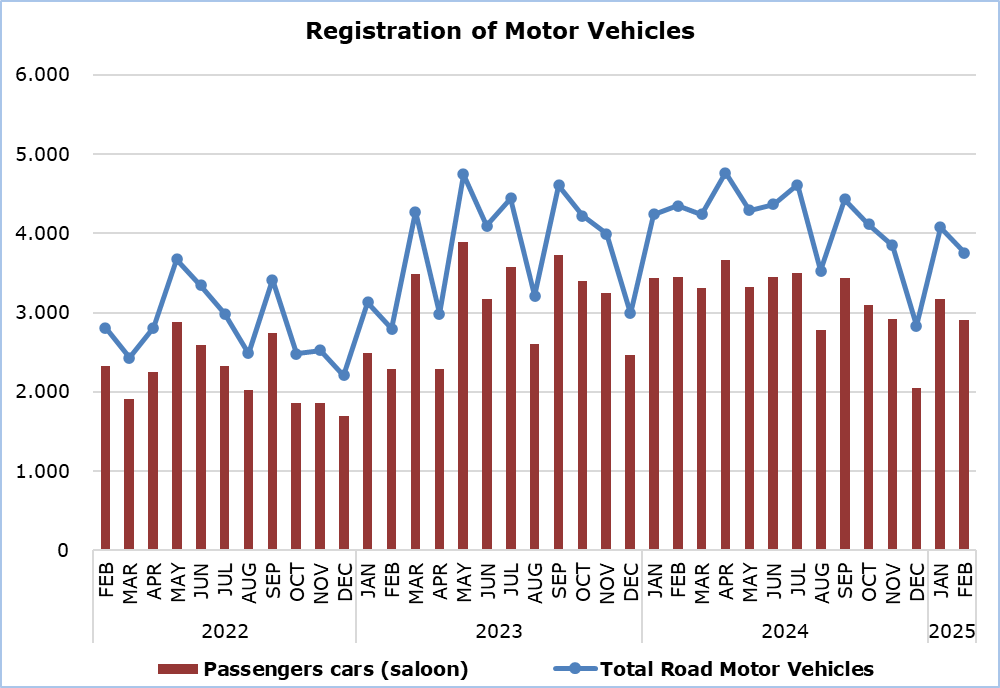 Registration of Motor Vehicles
6.000
5.000
4.000
3.000
2.000
1.000
0
FEB MAR APR MAY JUN JUL AUG SEP OCT NOV DEC JAN FEB MAR APR MAY JUN JUL AUG SEP OCT NOV DEC JAN FEB MAR APR MAY JUN JUL AUG SEP OCT NOV DEC JAN FEB
2022 2023 2024 2025
Passengers cars (saloon) Total Road Motor Vehicles